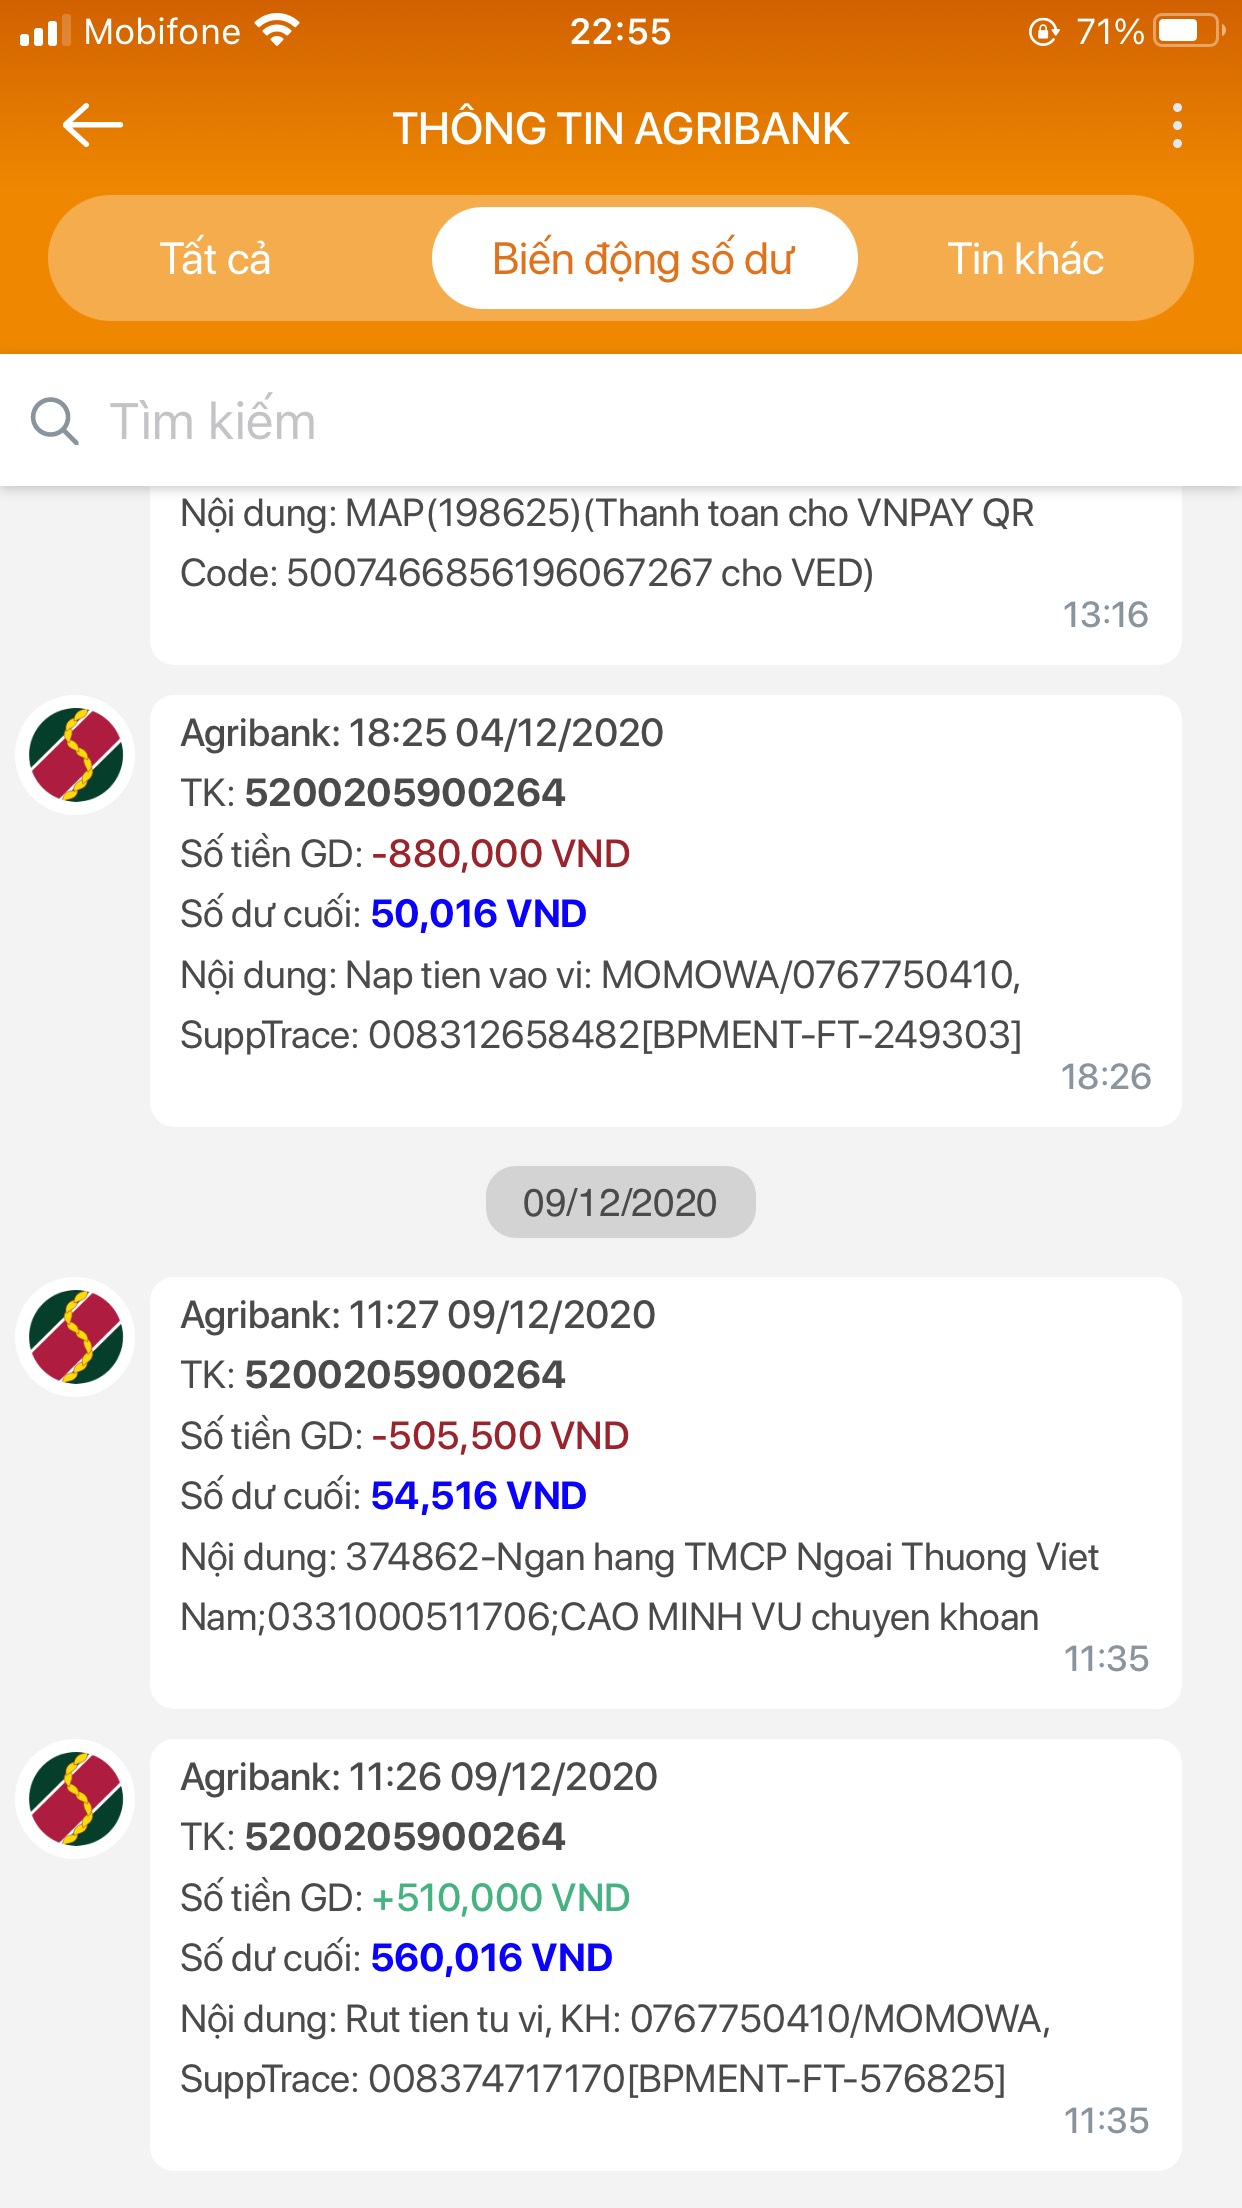 Mobifone 22:55 71%
THÔNG TIN AGRIBANK
Tất cả Biến động số dư Tin khác
Tìm kiếm
Nội dung: MAP(198625)(Thanh toan cho VNPAY QR
Code: 5007466856196067267 cho VED)
13:16
Agribank: 18:25 04/12/2020
TK: 5200205900264
Số tiền GD: -880,000 VND
Số dư cuối: 50,016 VND
Nội dung: Nap tien vao vi: MOMOWA/0767750410,
SuppTrace: 008312658482[BPMENT-FT-249303]
18:26
09/12/2020
Agribank: 11:27 09/12/2020
TK: 5200205900264
Số tiền GD: -505,500 VND
Số dư cuối: 54,516 VND
Nội dung: 374862-Ngan hang TMCP Ngoai Thuong Viet
Nam;0331000511706;CAO MINH VU chuyen khoan
11:35
Agribank: 11:26 09/12/2020
TK: 5200205900264
Số tiền GD: +510,000 VND
Số dư cuối: 560,016 VND
Nội dung: Rut tien tu vi, KH: 0767750410/MOMOWA,
SuppTrace: 008374717170[BPMENT-FT-576825]
11:35